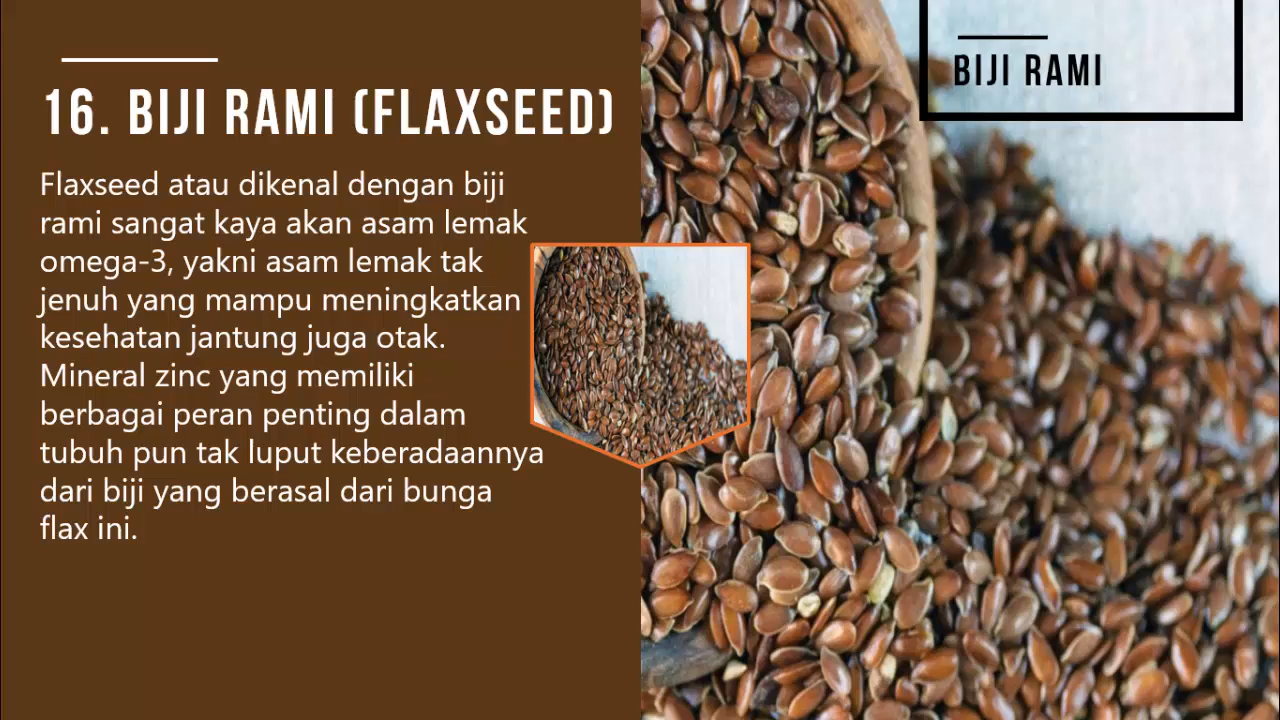 16. BIJI RAMI (FLAXSEED)
Flaxseed atau dikenal dengan biji
rami sangat kaya akan asam lemak
omega-3, yakni asam lemak tak
jenuh yang mampu meningkatkan
kesehatan jantung juga otak.
Mineral zinc yang memiliki
berbagai peran penting dalam
tubuh pun tak luput keberadaannya
dari biji yang berasal dari bunga
flax ini.
BIJI RAMI